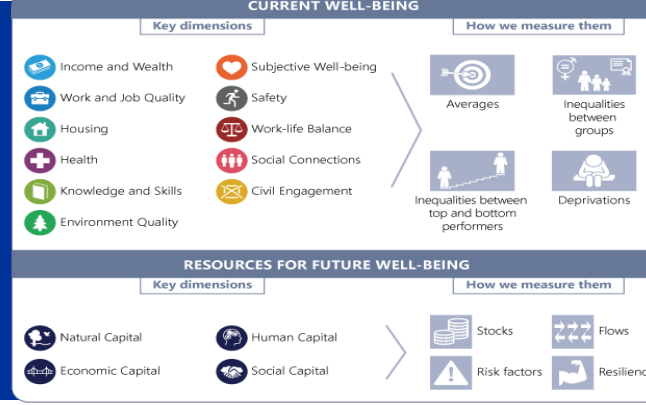 CURRENT WELL-BEING
Key dimensions
How we measure them
Income and Wealth
Work and Job Quality
Housing
Health
Knowledge and Skills
Environment Quality
Subjective Well-being
Safety
Work-life Balance
Social Connections
Civil Engagement
Averages
Inequalities
between
groups
Inequalities between
top and bottom
performers
Deprivations
RESOURCES FOR FUTURE WELL-BEING
Key dimensions
How we measure them
Natural Capital
Economic Capital
Human Capital
Social Capital
Stocks
Flows
Risk factors
Resilienc